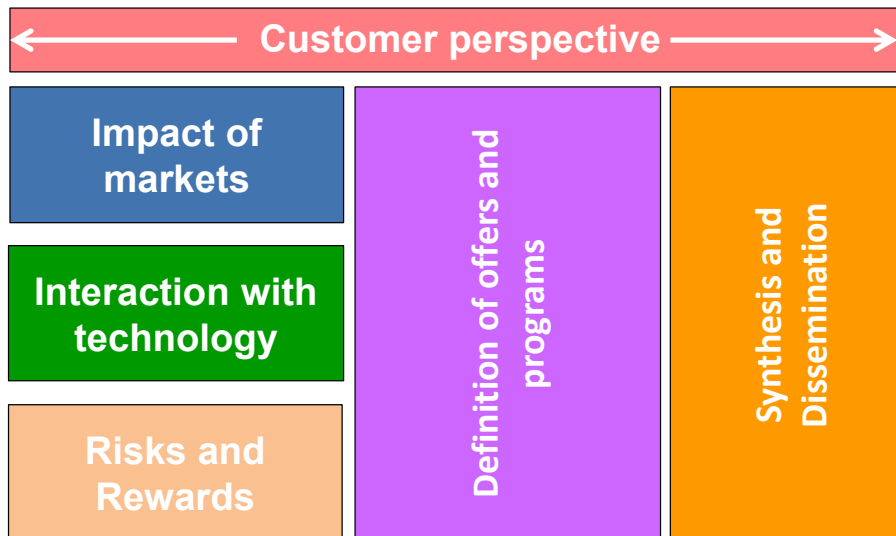 Customer perspective
Impact of
markets
Interaction with
technology
Risks and
Rewards
Definition of offers and
programs
Synthesis and
Dissemination